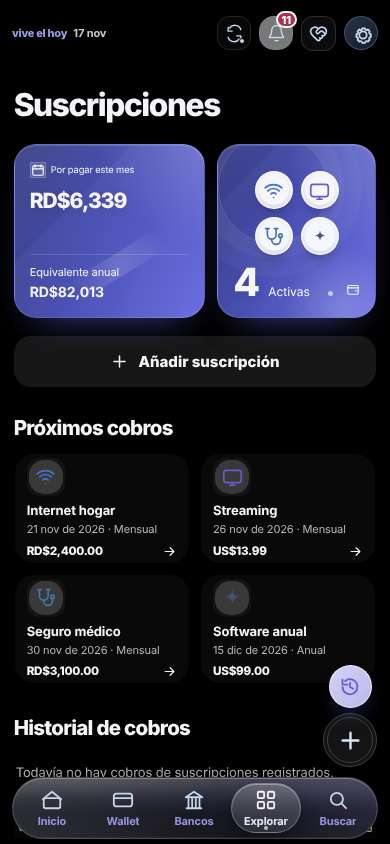 vive el hoy 17 nov
11
Suscripciones
Por pagar este mes
RD$6,339
Equivalente anual
RD$82,013
4 Activas
Añadir suscripción
Próximos cobros
Internet hogar
21 nov de 2026 · Mensual
RD$2,400.00
Streaming
26 nov de 2026 · Mensual
US$13.99
Seguro médico
30 nov de 2026 · Mensual
RD$3,100.00
Software anual
15 dic de 2026 · Anual
US$99.00
Historial de cobros
Todavía no hay cobros de suscripciones registrados.
Inicio
Wallet
Bancos
Explorar
Buscar